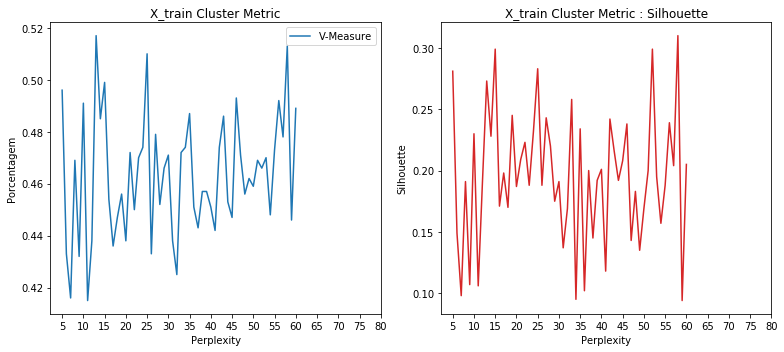 X_train Cluster Metric
V-Measure
0.52
0.50
0.48
0.46
0.44
0.42
Porcentagem
5 10 15 20 25 30 35 40 45 50 55 60 65 70 75 80
Perplexity
X_train Cluster Metric : Silhouette
0.30
0.25
0.20
0.15
0.10
Silhouette
5 10 15 20 25 30 35 40 45 50 55 60 65 70 75 80
Perplexity